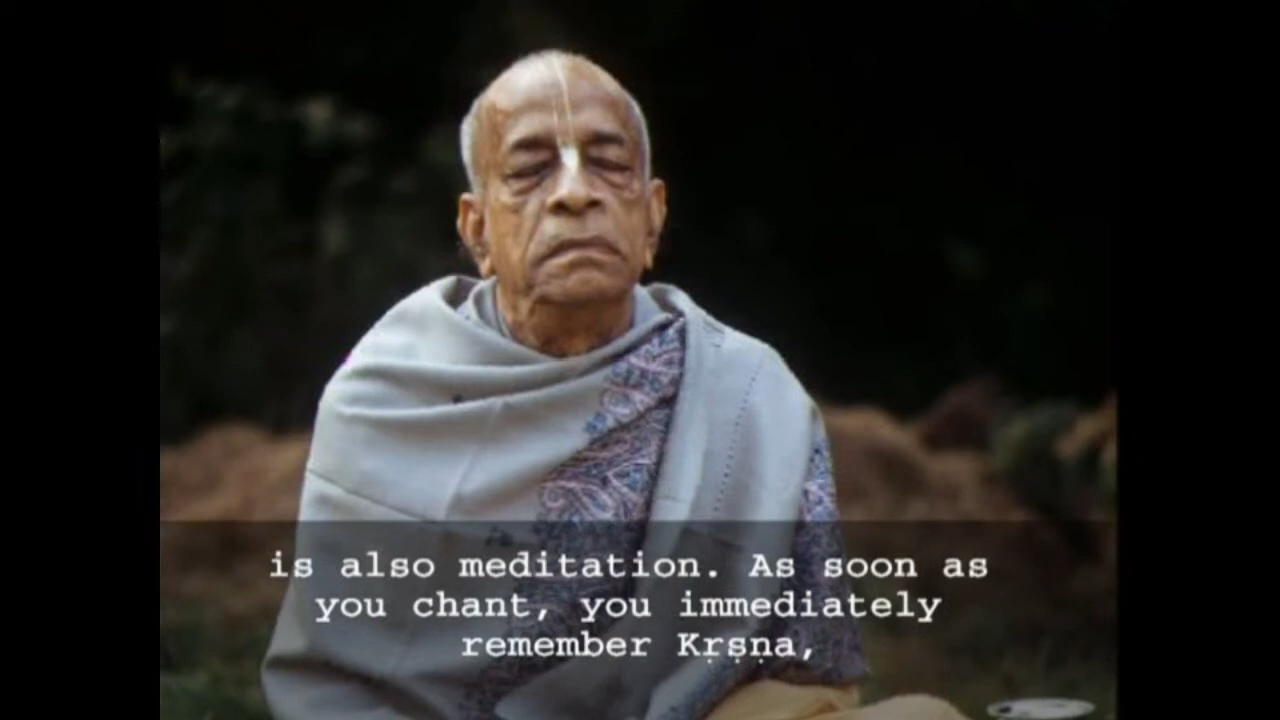 is also meditation. As soon as
you chant, you immediately
remember Kṛṣṇa,